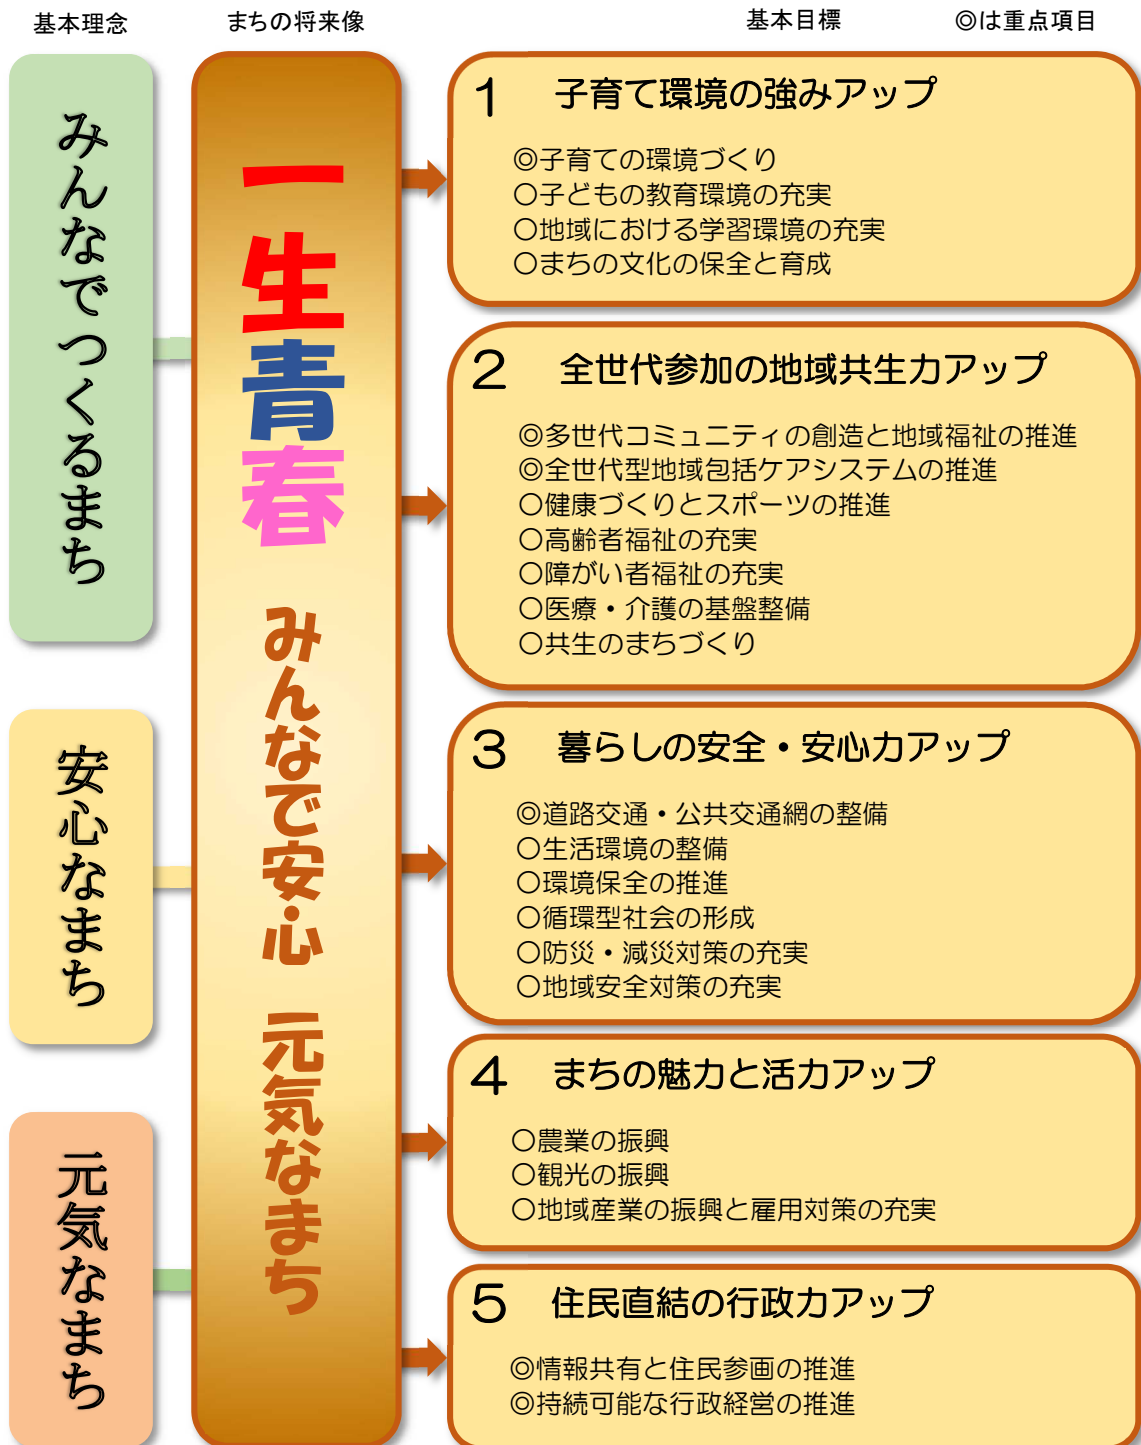 基本理念
まちの将来像
基本目標
◎は重点項目
みんなでつくるまち
安心なまち
元気なまち
一生青春
みんなで安心 元気なまち
1 子育て環境の強みアップ
◎子育ての環境づくり
○子どもの教育環境の充実
○地域における学習環境の充実
○まちの文化の保全と育成
2 全世代参加の地域共生力アップ
◎多世代コミュニティの創造と地域福祉の推進
◎全世代型地域包括ケアシステムの推進
○健康づくりとスポーツの推進
○高齢者福祉の充実
○障がい者福祉の充実
○医療・介護の基盤整備
○共生のまちづくり
3 暮らしの安全・安心力アップ
◎道路交通・公共交通網の整備
○生活環境の整備
○環境保全の推進
○循環型社会の形成
○防災・減災対策の充実
○地域安全対策の充実
4 まちの魅力と活力アップ
○農業の振興
○観光の振興
○地域産業の振興と雇用対策の充実
5 住民直結の行政力アップ
◎情報共有と住民参画の推進
◎持続可能な行政経営の推進